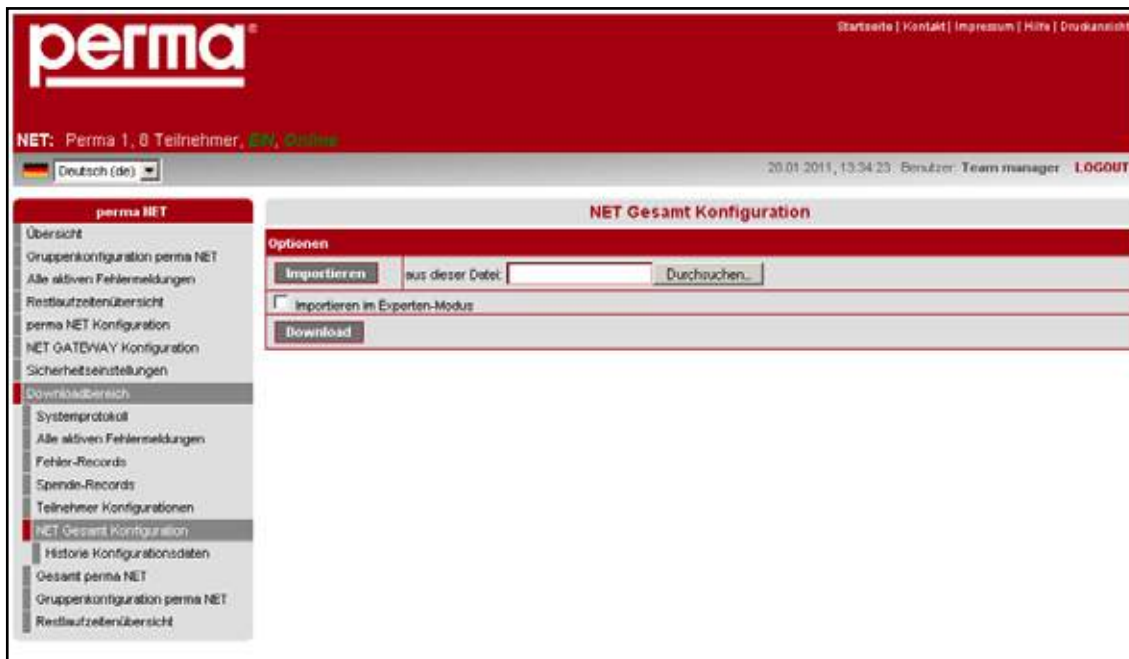 perma®
Startseite | Kontakt | Impressum | Hilfe | Druckansicht
NET: Perma 1, 8 Teilnehmer, EIN, Online
Deutsch (de)
20.01.2011, 13:34:23 Benutzer: Team manager LOGOUT
perma NET
Übersicht
Gruppenkonfiguration perma NET
Alle aktiven Fehlermeldungen
Restlaufzeitenübersicht
perma NET Konfiguration
NET GATEWAY Konfiguration
Sicherheitseinstellungen
Downloadbereich
Systemprotokoll
Alle aktiven Fehlermeldungen
Fehler-Records
Spende-Records
Teilnehmer Konfigurationen
NET Gesamt Konfiguration
Historie Konfigurationsdaten
Gesamt perma NET
Gruppenkonfiguration perma NET
Restlaufzeitenübersicht
NET Gesamt Konfiguration
Optionen
Importieren aus dieser Datei: Durchsuchen...
Importieren im Experten-Modus
Download